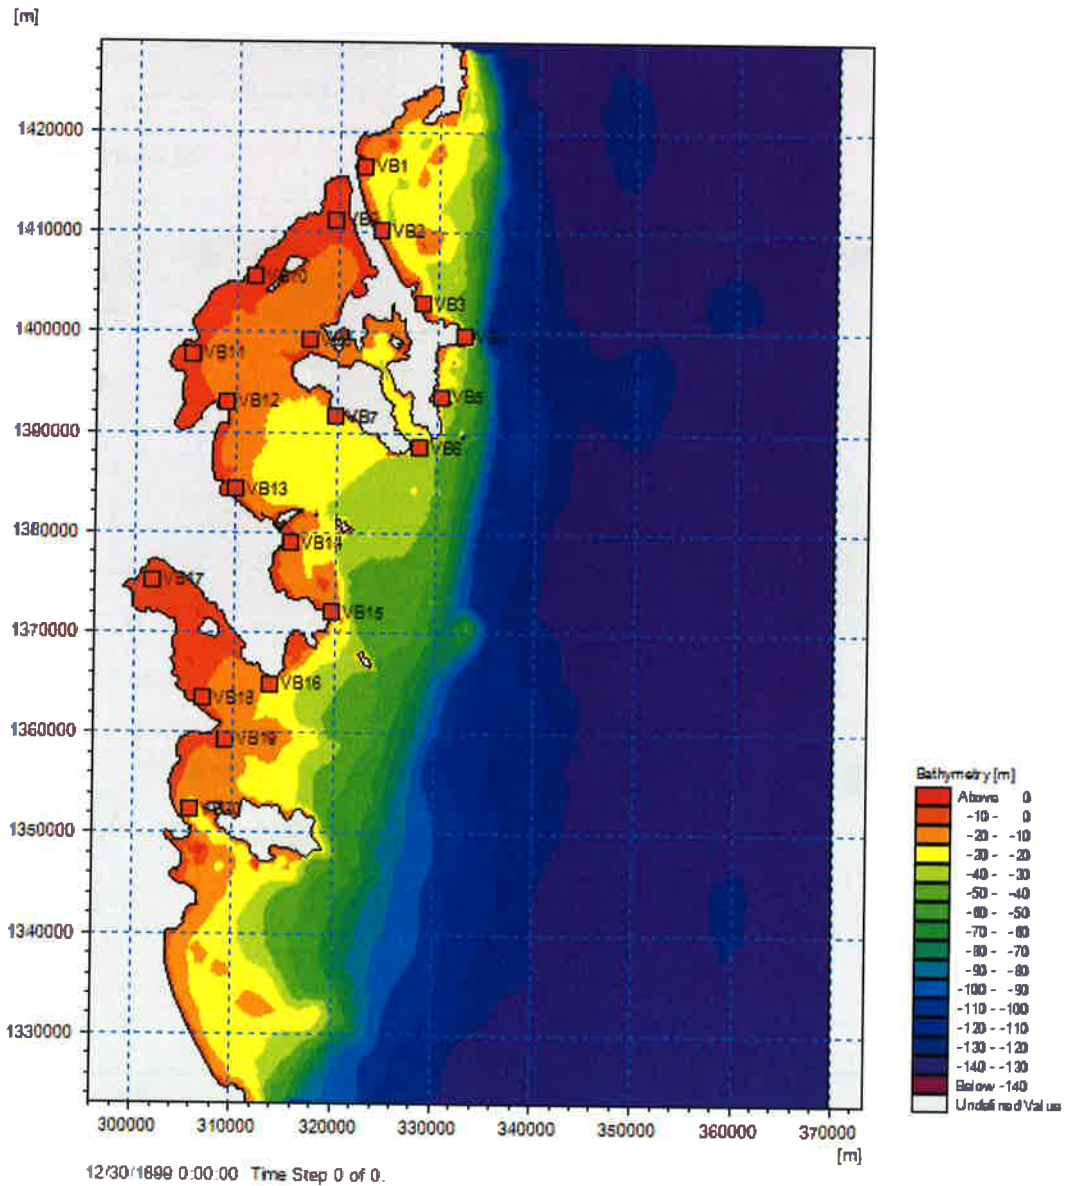 [m]
1420000
VB1
1410000
VB2
VB3
1400000
VB10
VB11
VB12
VB5
VB7
1390000
VB6
VB13
1380000
VB14
VB17
VB15
1370000
VB16
VB18
1360000
VB19
1350000
1340000
1330000
300000 310000 320000 330000 340000 350000 360000 370000
[m]
12/30/1899 0:00:00 Time Step 0 of 0.
Bathymetry [m]
Above 0
-10 - 0
-20 - -10
-30 - -20
-40 - -30
-50 - -40
-60 - -50
-70 - -60
-80 - -70
-90 - -80
-100 - -90
-110 - -100
-120 - -110
-130 - -120
-140 - -130
Below -140
Undefined Value